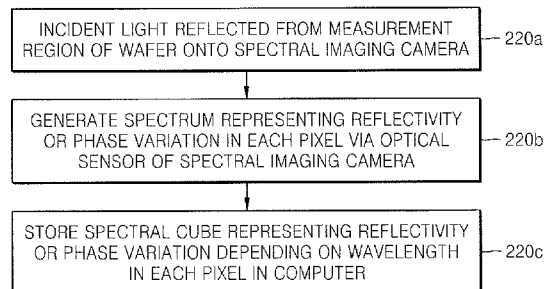 INCIDENT LIGHT REFLECTED FROM MEASUREMENT
REGION OF WAFER ONTO SPECTRAL IMAGING CAMERA
220a
GENERATE SPECTRUM REPRESENTING REFLECTIVITY
OR PHASE VARIATION IN EACH PIXEL VIA OPTICAL
SENSOR OF SPECTRAL IMAGING CAMERA
220b
STORE SPECTRAL CUBE REPRESENTING REFLECTIVITY
OR PHASE VARIATION DEPENDING ON WAVELENGTH
IN EACH PIXEL IN COMPUTER
220c